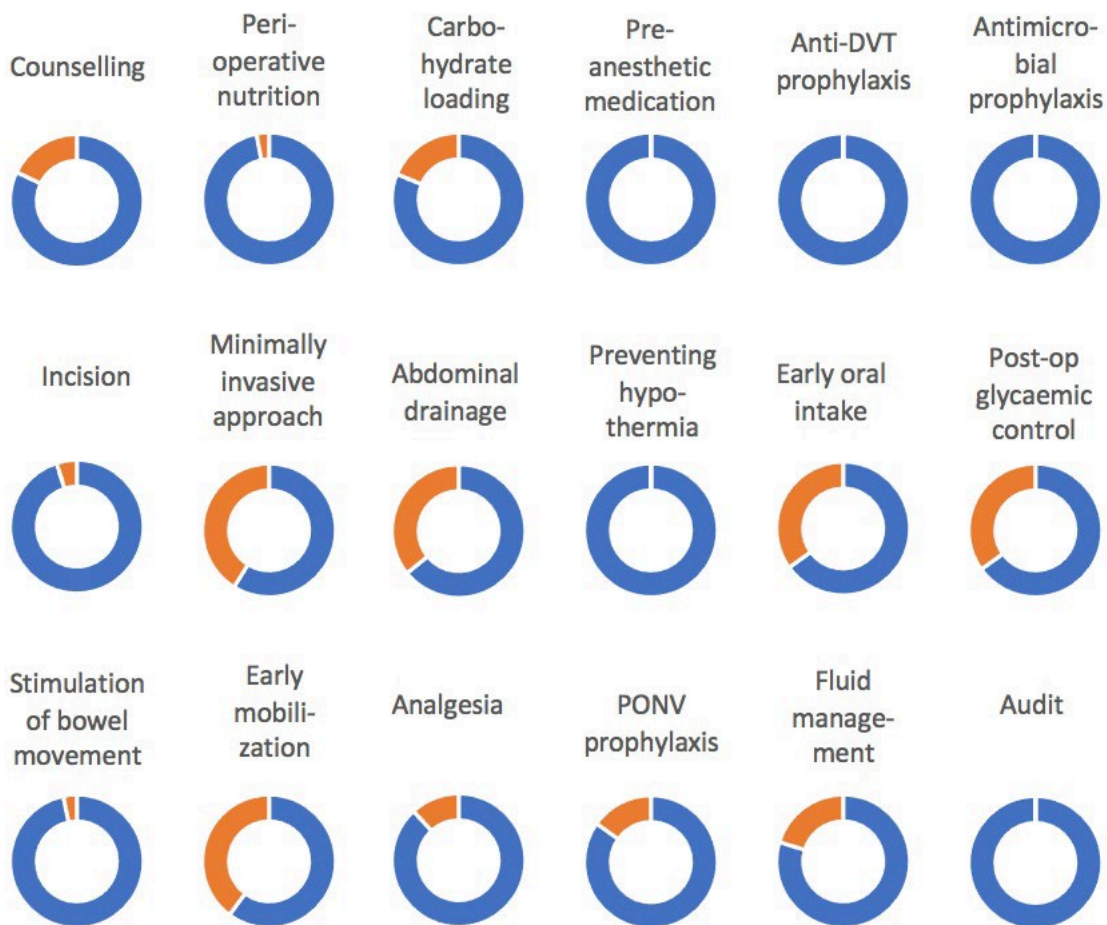 Counselling
Peri-
operative
nutrition
Carbo-
hydrate
loading
Pre-
anesthetic
medication
Anti-DVT
prophylaxis
Antimicro-
bial
prophylaxis
Incision
Minimally
invasive
approach
Abdominal
drainage
Preventing
hypo-
thermia
Early oral
intake
Post-op
glycaemic
control
Stimulation
of bowel
movement
Early
mobili-
zation
Analgesia
PONV
prophylaxis
Fluid
manage-
ment
Audit